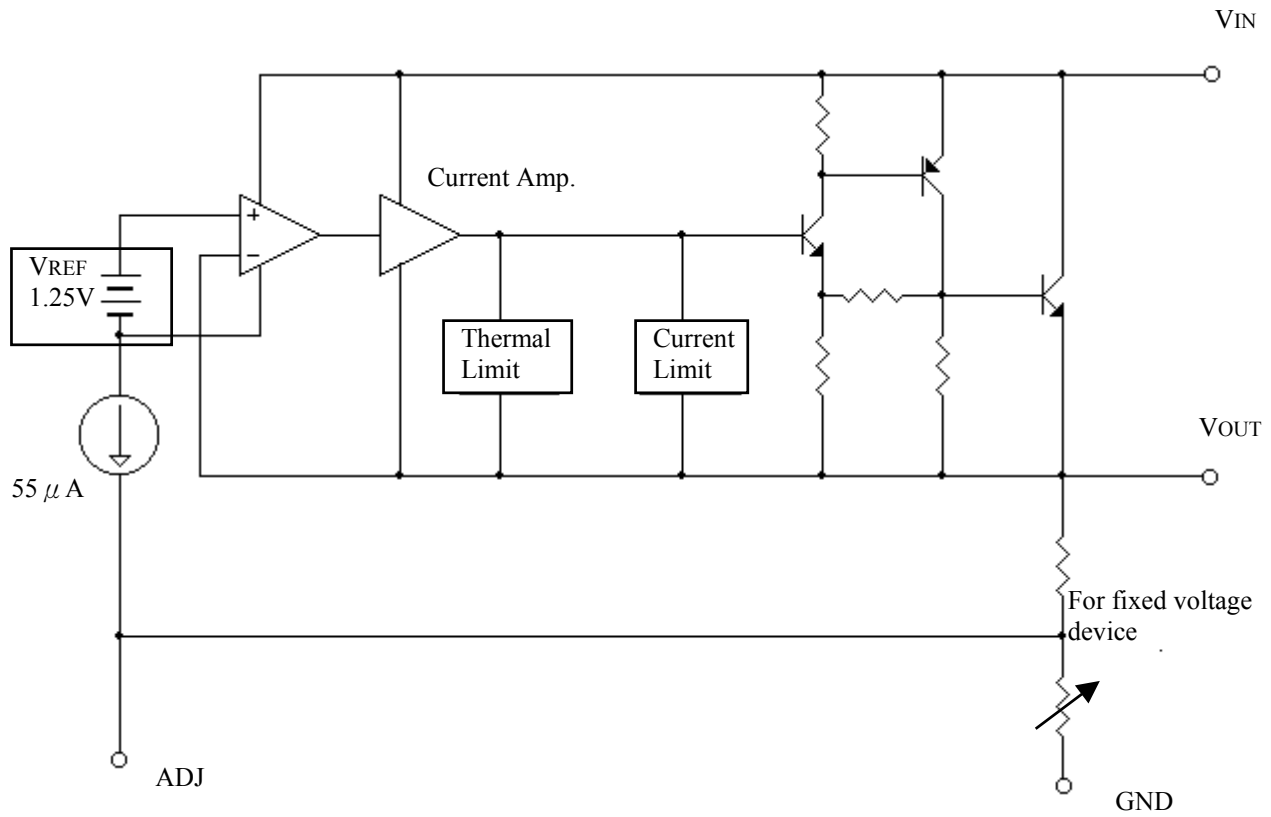 VIN
Current Amp.
+
−
VREF
1.25V
Thermal
Limit
Current
Limit
VOUT
55 μ A
For fixed voltage
device
ADJ
GND